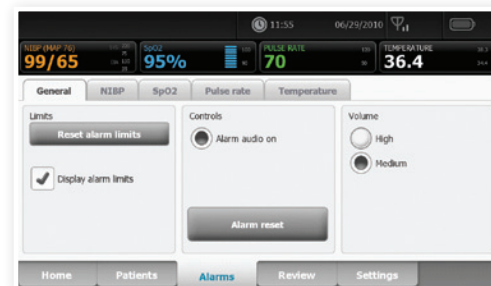 11:55 06/29/2010
NIBP (MAP 76) SpO2 PULSE RATE TEMPERATURE
99/65 95% 70 36.4
General NIBP SpO2 Pulse rate Temperature
Limits Controls Volume
Reset alarm limits Alarm audio on High
Display alarm limits Medium
Alarm reset
Home Patients Alarms Review Settings